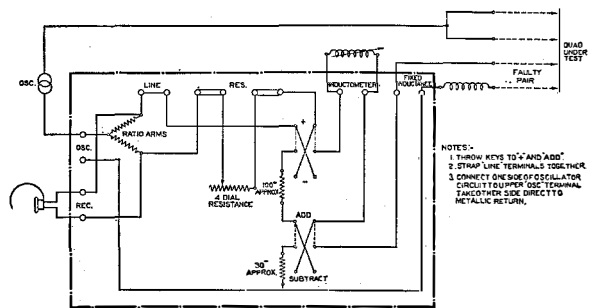 OSC.
LINE
RES.
INDUCTOMETER
FIXED
INDUCTANCE
FAULTY
PAIR
QUAD
UNDER
TEST
RATIO ARMS
OSC.
REC.
4 DIAL
RESISTANCE
+
−
100ω
APPROX.
ADD
30ω
APPROX.
SUBTRACT
NOTES:-
1. THROW KEYS TO "+" AND "ADD".
2. STRAP "LINE" TERMINALS TOGETHER.
3. CONNECT ONE SIDE OF OSCILLATOR
CIRCUIT TO UPPER "OSC" TERMINAL
TAKE OTHER SIDE DIRECT TO
METALLIC RETURN.